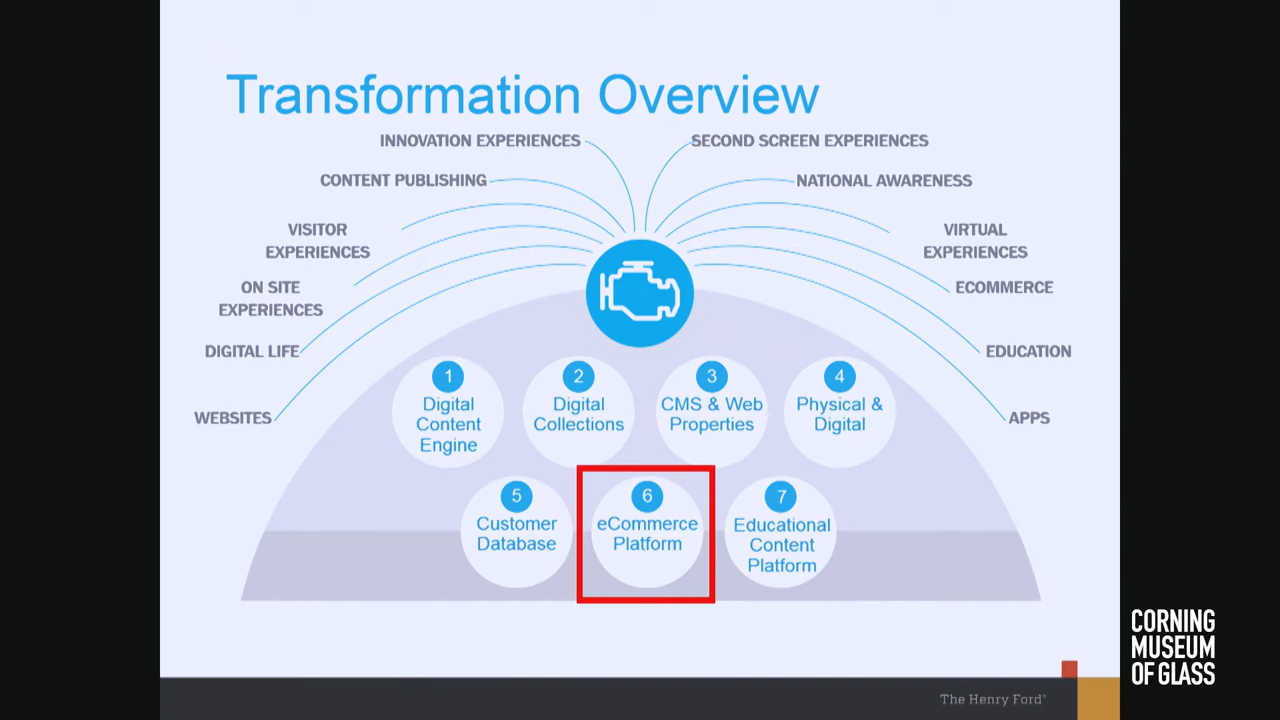 Transformation Overview
INNOVATION EXPERIENCES
SECOND SCREEN EXPERIENCES
CONTENT PUBLISHING
NATIONAL AWARENESS
VISITOR
EXPERIENCES
VIRTUAL
EXPERIENCES
ON SITE
EXPERIENCES
ECOMMERCE
DIGITAL LIFE
EDUCATION
WEBSITES
APPS
1
Digital
Content
Engine
2
Digital
Collections
3
CMS & Web
Properties
4
Physical &
Digital
5
Customer
Database
6
eCommerce
Platform
7
Educational
Content
Platform
The Henry Ford®
CORNING
MUSEUM
OF GLASS